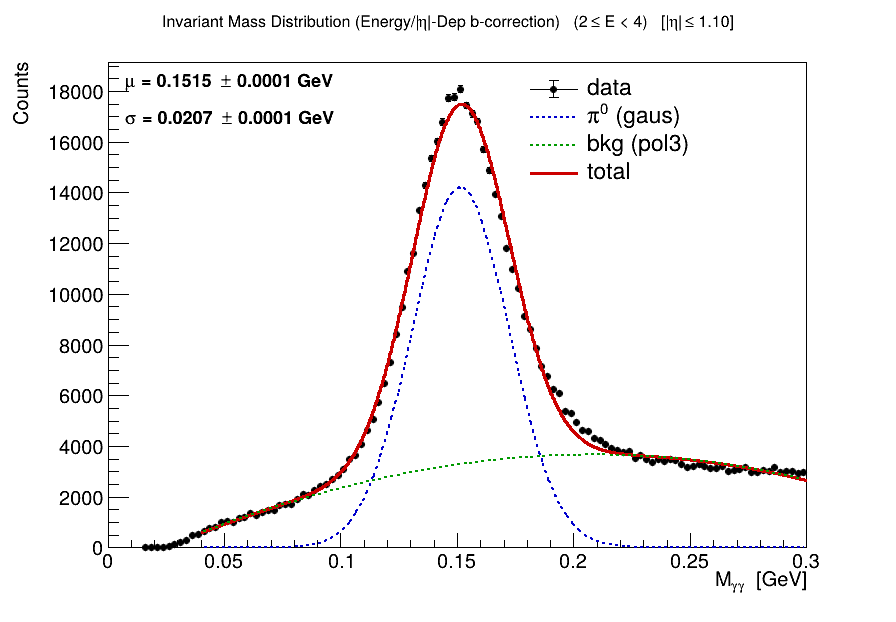 Invariant Mass Distribution (Energy/|η|-Dep b-correction)   (2 ≤ E < 4)   [|η| ≤ 1.10]
Counts
μ = 0.1515 ± 0.0001 GeV
σ = 0.0207 ± 0.0001 GeV
data
π⁰ (gaus)
bkg (pol3)
total
18000
16000
14000
12000
10000
8000
6000
4000
2000
0
0 0.05 0.1 0.15 0.2 0.25 0.3
M_γγ [GeV]